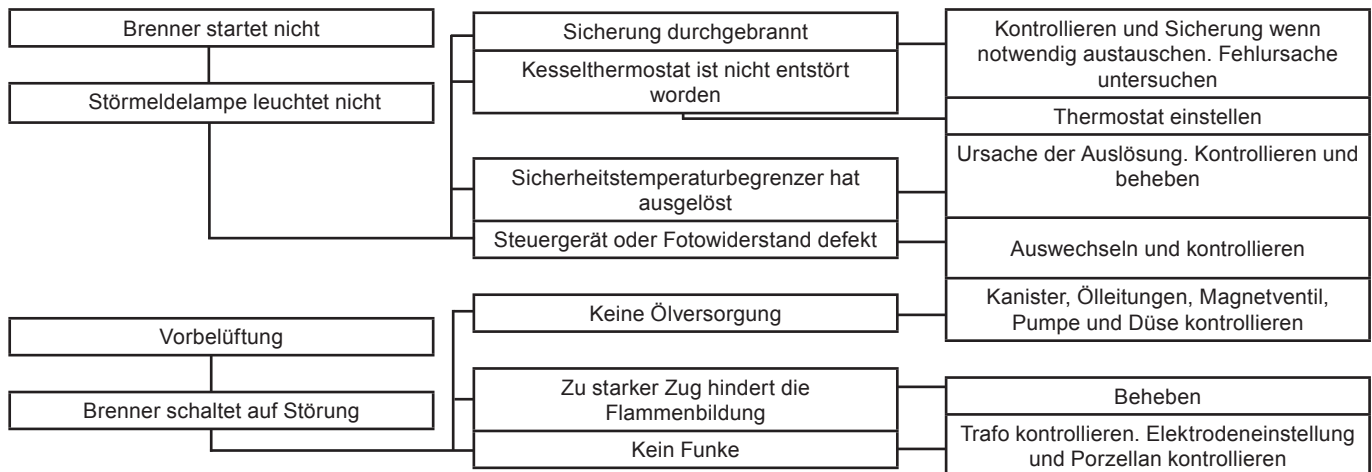 Brenner startet nicht
Störmeldelampe leuchtet nicht
Sicherung durchgebrannt
Kesselthermostat ist nicht entstört
worden
Sicherheitstemperaturbegrenzer hat
ausgelöst
Steuergerät oder Fotowiderstand defekt
Kontrollieren und Sicherung wenn
notwendig austauschen. Fehlursache
untersuchen
Thermostat einstellen
Ursache der Auslösung. Kontrollieren und
beheben
Auswechseln und kontrollieren
Vorbelüftung
Brenner schaltet auf Störung
Keine Ölversorgung
Zu starker Zug hindert die
Flammenbildung
Kein Funke
Kanister, Ölleitungen, Magnetventil,
Pumpe und Düse kontrollieren
Beheben
Trafo kontrollieren. Elektrodeneinstellung
und Porzellan kontrollieren